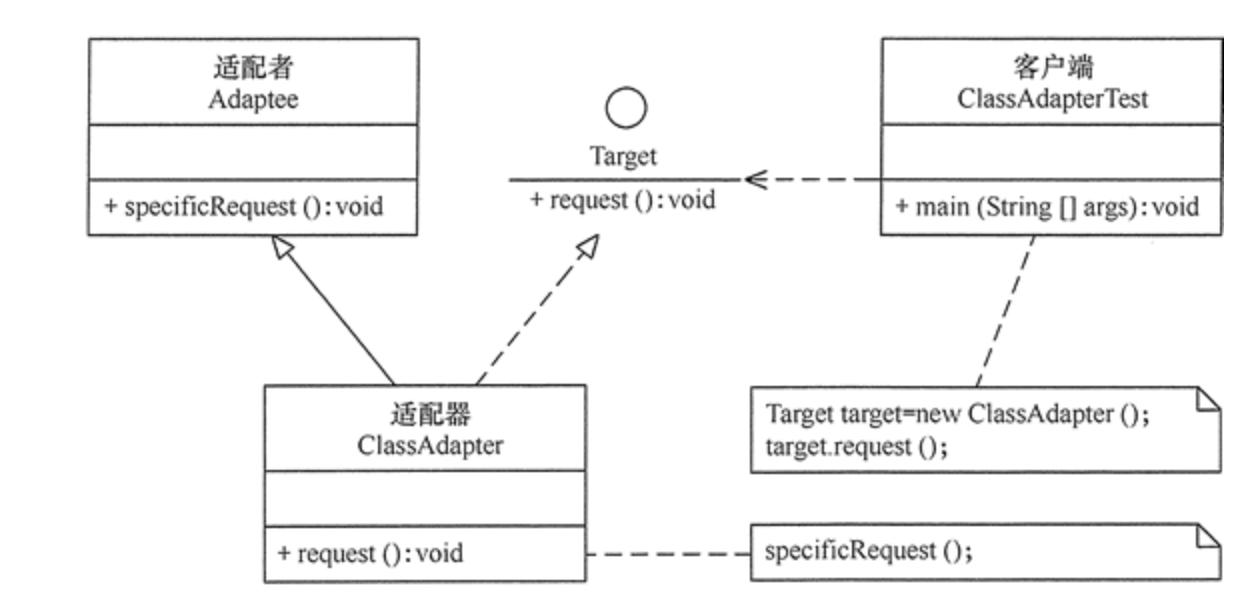 适配者
Adaptee
+ specificRequest ():void
Target
+ request ():void
客户端
ClassAdapterTest
+ main (String [] args):void
适配器
ClassAdapter
+ request ():void
Target target=new ClassAdapter ();
target.request ();
specificRequest ();